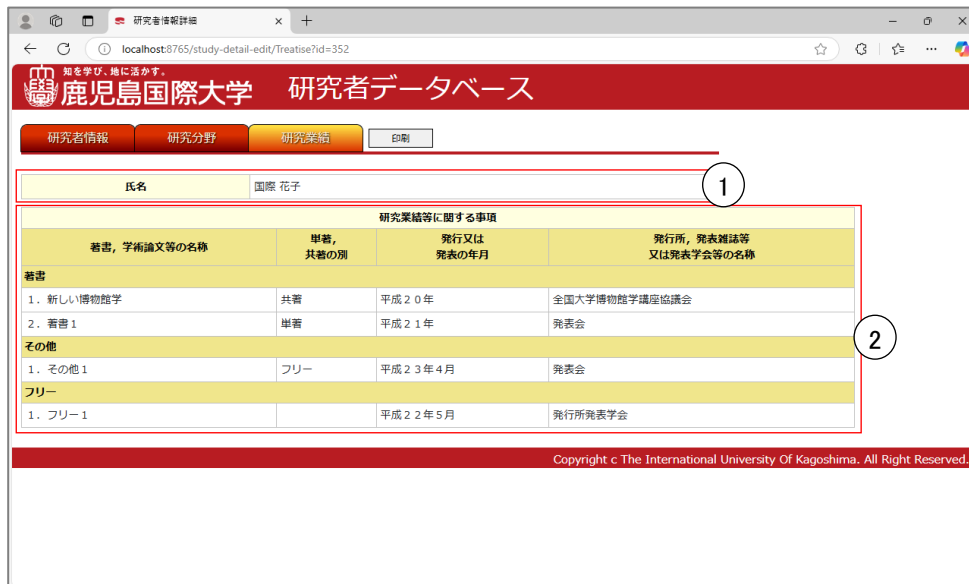 研究者情報詳細
localhost:8765/study-detail-edit/Treatise?id=352
知を学び、地に活かす。
鹿児島国際大学 研究者データベース
研究者情報 研究分野 研究業績 印刷
氏名 国際 花子 1
研究業績等に関する事項
著書，学術論文等の名称 単著，共著の別 発行又は発表の年月 発行所，発表雑誌等又は発表学会等の名称
著書
1．新しい博物館学 共著 平成２０年 全国大学博物館学講座協議会
2．著書１ 単著 平成２１年 発表会
2
その他
1．その他１ フリー 平成２３年４月 発表会
フリー
1．フリー１ 平成２２年５月 発行所発表学会
Copyright c The International University Of Kagoshima. All Right Reserved.